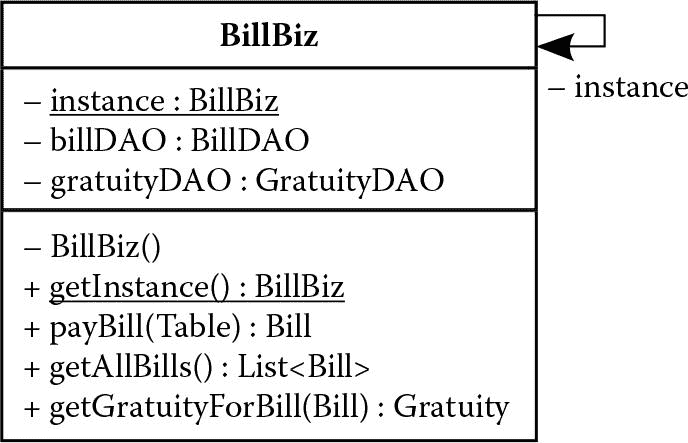 BillBiz
– instance : BillBiz
– billDAO : BillDAO
– gratuityDAO : GratuityDAO
– instance
– BillBiz()
+ getInstance() : BillBiz
+ payBill(Table) : Bill
+ getAllBills() : List<Bill>
+ getGratuityForBill(Bill) : Gratuity